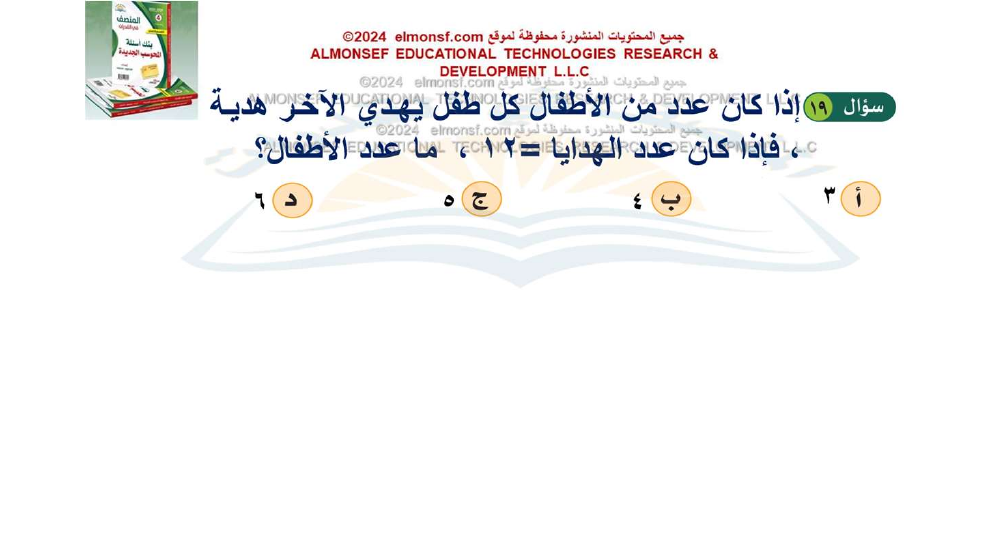 جميع المحتويات المنشورة محفوظة لموقع elmonsf.com ©2024
ALMONSEF EDUCATIONAL TECHNOLOGIES RESEARCH &
DEVELOPMENT L.L.C
جميع المحتويات المنشورة محفوظة لموقع elmonsf.com ©2024
ALMONSEF EDUCATIONAL TECHNOLOGIES RESEARCH & DEVELOPMENT L.L.C
سؤال ١٩ إذا كان عدد من الأطفال كل طفل يهدي الآخر هدية
جميع المحتويات المنشورة محفوظة لموقع elmonsf.com ©2024
ALMONSEF EDUCATIONAL TECHNOLOGIES RESEARCH & DEVELOPMENT L.L.C
، فإذا كان عدد الهدايا = ١٢ ، ما عدد الأطفال؟
أ ٣ ب ٤ ج ٥ د ٦
المنصف
بنك أسئلة
المحوسب الجديدة